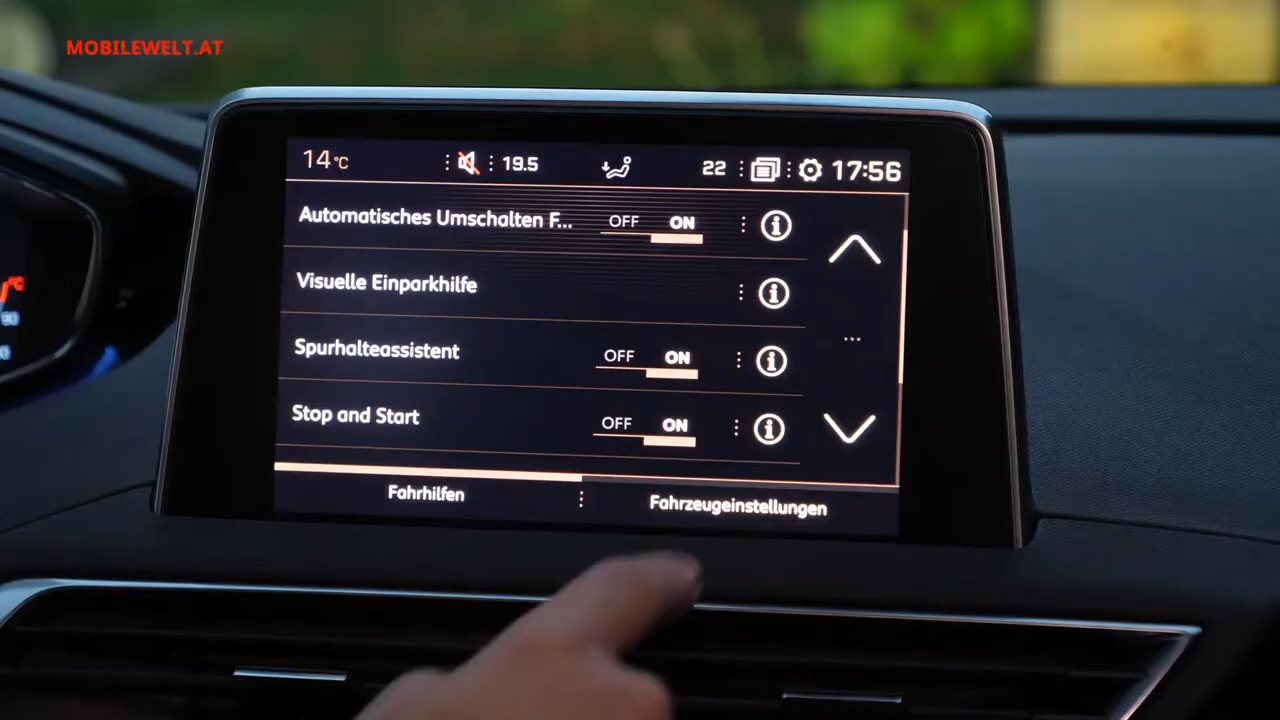 MOBILEWELT.AT
14°C 19.5 22 17:56
Automatisches Umschalten F... OFF ON
Visuelle Einparkhilfe
Spurhalteassistent OFF ON
Stop and Start OFF ON
Fahrhilfen Fahrzeugeinstellungen